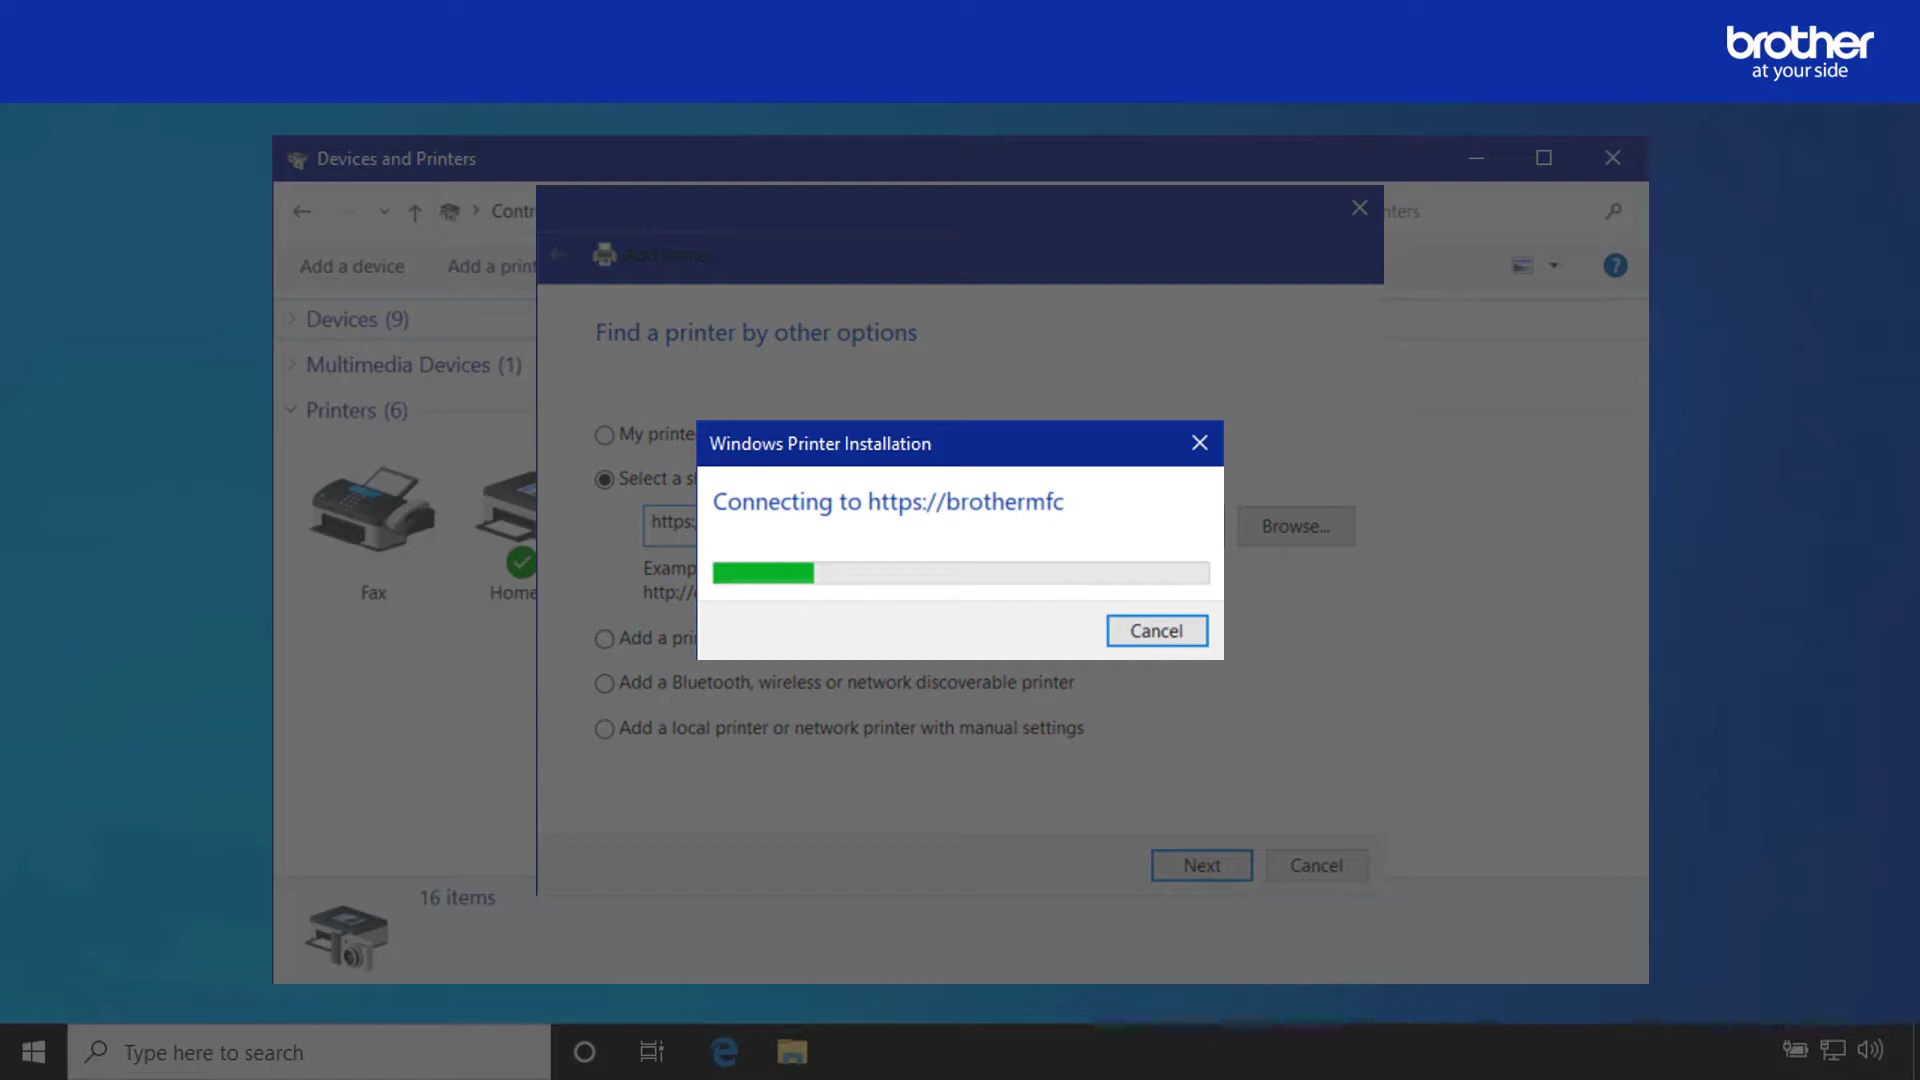 brother
at your side
Devices and Printers
Contr
nters
Add a device
Add a print
Devices (9)
Multimedia Devices (1)
Printers (6)
Fax
Home
16 items
Find a printer by other options
My printe
Select a s
https:
Browse...
Examp
http://
Add a pri
Add a Bluetooth, wireless or network discoverable printer
Add a local printer or network printer with manual settings
Next
Cancel
Windows Printer Installation
Connecting to https://brothermfc
Cancel
Type here to search